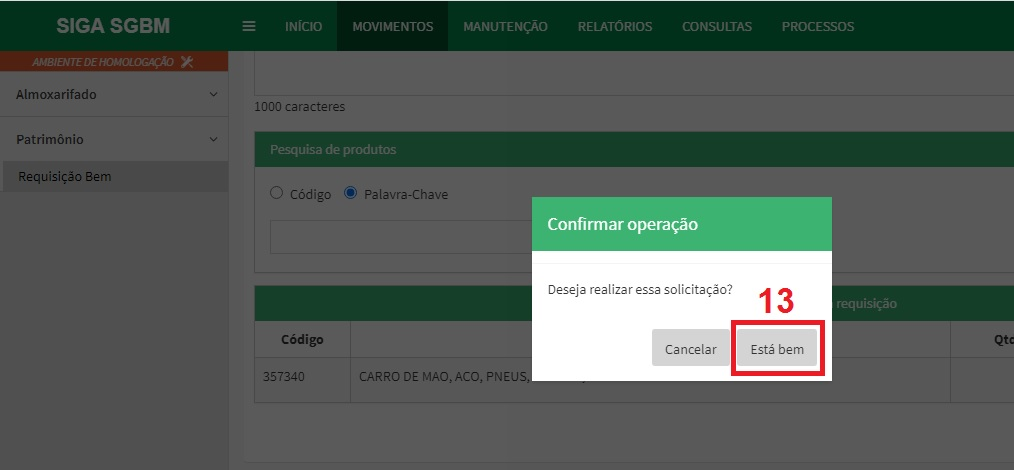 SIGA SGBM
INÍCIO MOVIMENTOS MANUTENÇÃO RELATÓRIOS CONSULTAS PROCESSOS
AMBIENTE DE HOMOLOGAÇÃO
Almoxarifado
Patrimônio
Requisição Bem
1000 caracteres
Pesquisa de produtos
Código Palavra-Chave
Confirmar operação
Deseja realizar essa solicitação?
13
Cancelar Está bem
requisição
Código Qtd
357340 CARRO DE MAO, ACO, PNEUS,